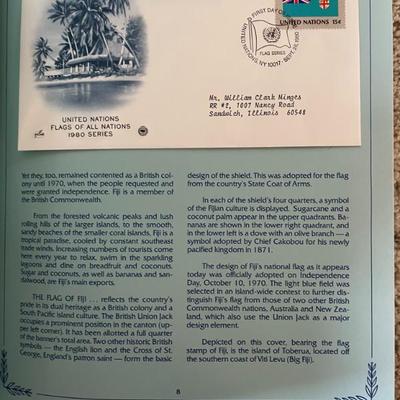 FIRST DAY OF ISSUE
UNITED NATIONS, NY 10017
SEPT. 26, 1980
FLAG SERIES
UNITED NATIONS 15¢
Mr. William Clark Minges
RR #2, 1007 Nancy Road
Sandwich, Illinois 60548
UNITED NATIONS
FLAGS OF ALL NATIONS
1980 SERIES
Yet they, too, remained contented as a British col-
ony until 1970, when the people requested and
were granted independence. Fiji is a member of
the British Commonwealth.
From the forested volcanic peaks and lush
rolling hills of the larger islands, to the smooth,
sandy beaches of the smaller coral islands, Fiji is a
tropical paradise, cooled by constant southeast
trade winds. Increasing numbers of tourists come
here every year to relax, swim in the sparkling
lagoons and dine on breadfruit and coconuts.
Sugar and coconuts, as well as bananas and san-
dalwood, are Fiji's main exports.
THE FLAG OF FIJI ... reflects the country's
pride in its dual heritage as a British colony and a
South Pacific island culture. The British Union Jack
occupies a prominent position in the canton (up-
per left corner). It has been allotted a full quarter
of the banner's total area. Two other historic British
symbols — the English lion and the Cross of St.
George, England's patron saint — form the basic
design of the shield. This was adopted for the flag
from the country's State Coat of Arms.
In each of the shield's four quarters, a symbol
of the Fijian culture is displayed. Sugarcane and a
coconut palm appear in the upper quadrants. Ba-
nanas are shown in the lower right quadrant, and
in the lower left is a dove with an olive branch — a
symbol adopted by Chief Cakobou for his newly
pacified kingdom in 1871.
The design of Fiji's national flag as it appears
today was officially adopted on Independence
Day, October 10, 1970. The light blue field was
selected in an island-wide contest to further dis-
tinguish Fiji's flag from those of two other British
Commonwealth nations, Australia and New Zea-
land, which also use the Union Jack as a major
design element.
Depicted on this cover, bearing the flag
stamp of Fiji, is the island of Toberua, located off
the southern coast of Viti Levu (Big Fiji).
8